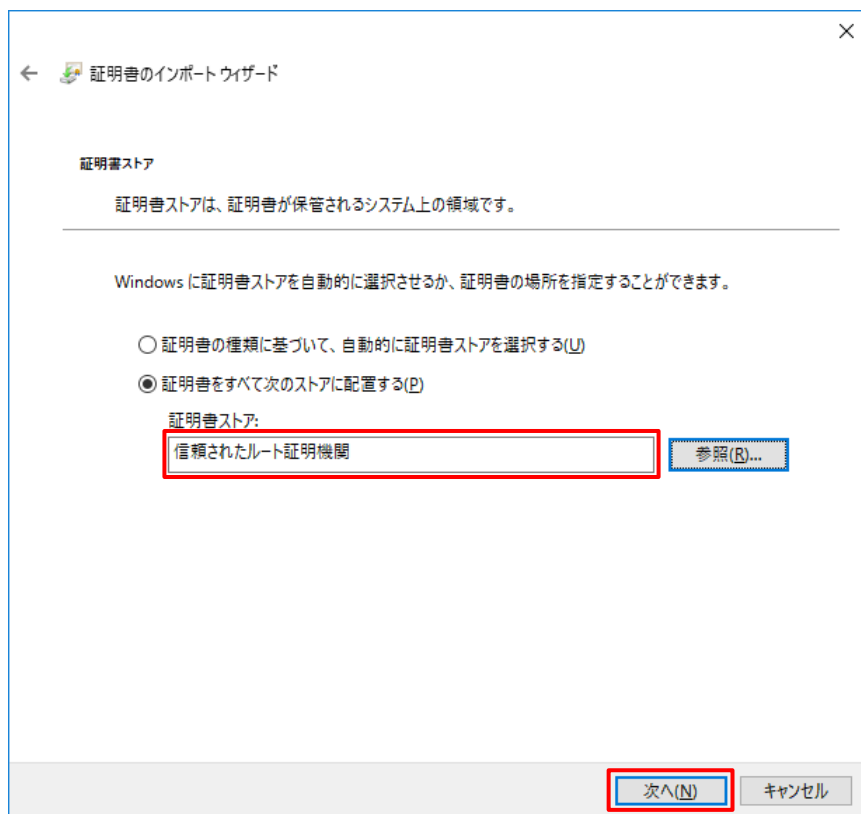 証明書のインポート ウィザード
証明書ストア
証明書ストアは、証明書が保管されるシステム上の領域です。
Windows に証明書ストアを自動的に選択させるか、証明書の場所を指定することができます。
証明書の種類に基づいて、自動的に証明書ストアを選択する(U)
証明書をすべて次のストアに配置する(P)
証明書ストア:
信頼されたルート証明機関
参照(R)...
次へ(N)
キャンセル